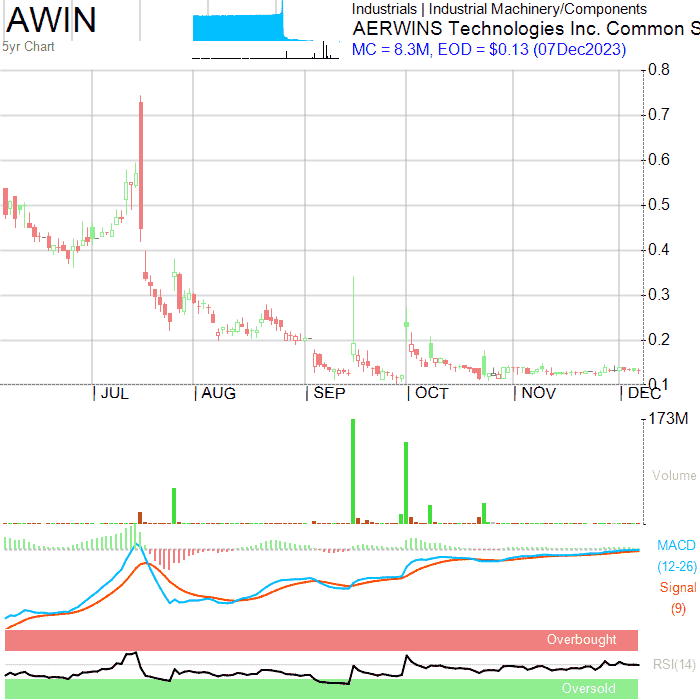 AWIN
5yr Chart
Industrials | Industrial Machinery/Components
AERWINS Technologies Inc. Common S
MC = 8.3M, EOD = $0.13 (07Dec2023)
0.8
0.7
0.6
0.5
0.4
0.3
0.2
0.1
| JUL | AUG | SEP | OCT | NOV | DEC
173M
Volume
MACD
(12-26)
Signal
(9)
Overbought
RSI(14)
Oversold